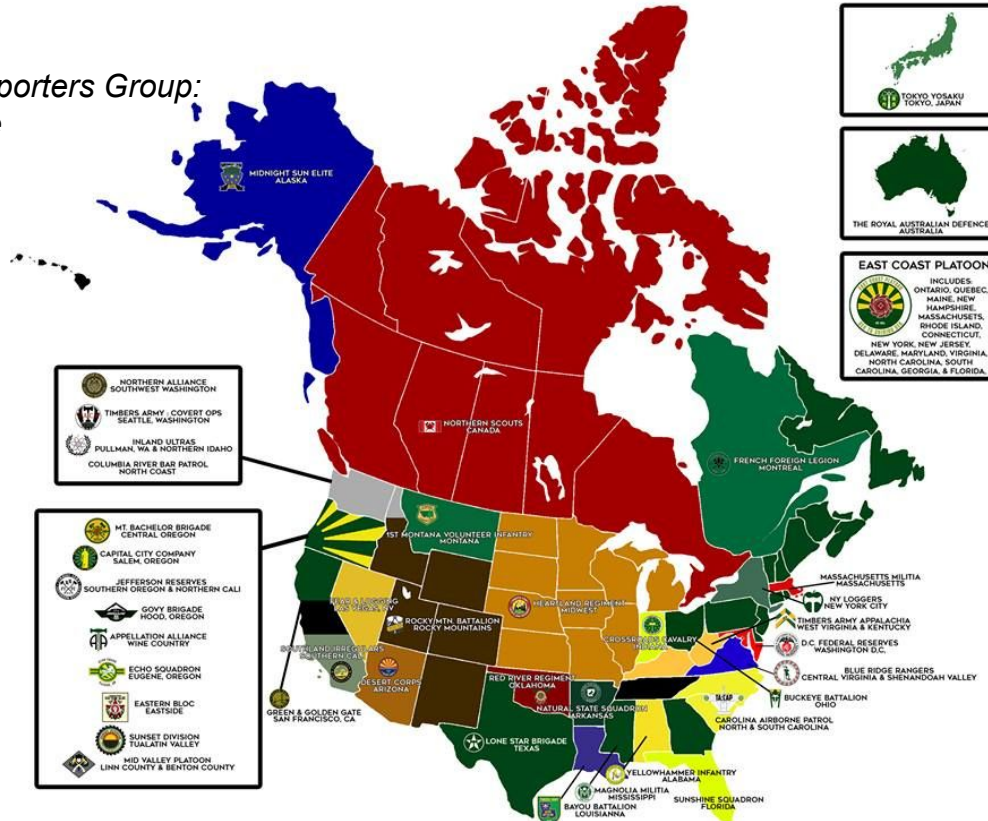 porters Group:
MIDNIGHT SUN ELITE
ALASKA
TOKYO YOSAKU
TOKYO, JAPAN
THE ROYAL AUSTRALIAN DEFENCE
AUSTRALIA
EAST COAST PLATOON
INCLUDES:
ONTARIO, QUEBEC,
MAINE, NEW
HAMPSHIRE,
MASSACHUSETS,
RHODE ISLAND,
CONNECTICUT,
NEW YORK, NEW JERSEY,
DELAWARE, MARYLAND, VIRGINIA,
NORTH CAROLINA, SOUTH
CAROLINA, GEORGIA, & FLORIDA,
NORTHERN ALLIANCE
SOUTHWEST WASHINGTON
TIMBERS ARMY : COVERT OPS
SEATTLE, WASHINGTON
INLAND ULTRAS
PULLMAN, WA & NORTHERN IDAHO
COLUMBIA RIVER BAR PATROL
NORTH COAST
NORTHERN SCOUTS
CANADA
FRENCH FOREIGN LEGION
MONTREAL
MT. BACHELOR BRIGADE
CENTRAL OREGON
CAPITAL CITY COMPANY
SALEM, OREGON
JEFFERSON RESERVES
SOUTHERN OREGON & NORTHERN CALI
GOVY BRIGADE
HOOD, OREGON
APPELLATION ALLIANCE
WINE COUNTRY
ECHO SQUADRON
EUGENE, OREGON
EASTERN BLOC
EASTSIDE
SUNSET DIVISION
TUALATIN VALLEY
MID VALLEY PLATOON
LINN COUNTY & BENTON COUNTY
1ST MONTANA VOLUNTEER INFANTRY
MONTANA
LAS VEGAS, NV
ROCKY MTN. BATTALION
ROCKY MOUNTAINS
HEARTLAND REGIMENT
MIDWEST
CROSSROADS CAVALRY
INDIANA
MASSACHUSETTS MILITIA
MASSACHUSETTS
NY LOGGERS
NEW YORK CITY
TIMBERS ARMY APPALACHIA
WEST VIRGINIA & KENTUCKY
D.C. FEDERAL RESERVES
WASHINGTON D.C.
BLUE RIDGE RANGERS
CENTRAL VIRGINIA & SHENANDOAH VALLEY
BUCKEYE BATTALION
OHIO
SOUTHLAND IRREGULARS
SOUTHERN CALI
DESERT CORPS
ARIZONA
GREEN & GOLDEN GATE
SAN FRANCISCO, CA
RED RIVER REGIMENT
OKLAHOMA
NATURAL STATE SQUADRON
ARKANSAS
TA:CAP
CAROLINA AIRBORNE PATROL
NORTH & SOUTH CAROLINA
LONE STAR BRIGADE
TEXAS
YELLOWHAMMER INFANTRY
ALABAMA
MAGNOLIA MILITIA
MISSISSIPPI
BAYOU BATTALION
LOUISIANNA
SUNSHINE SQUADRON
FLORIDA